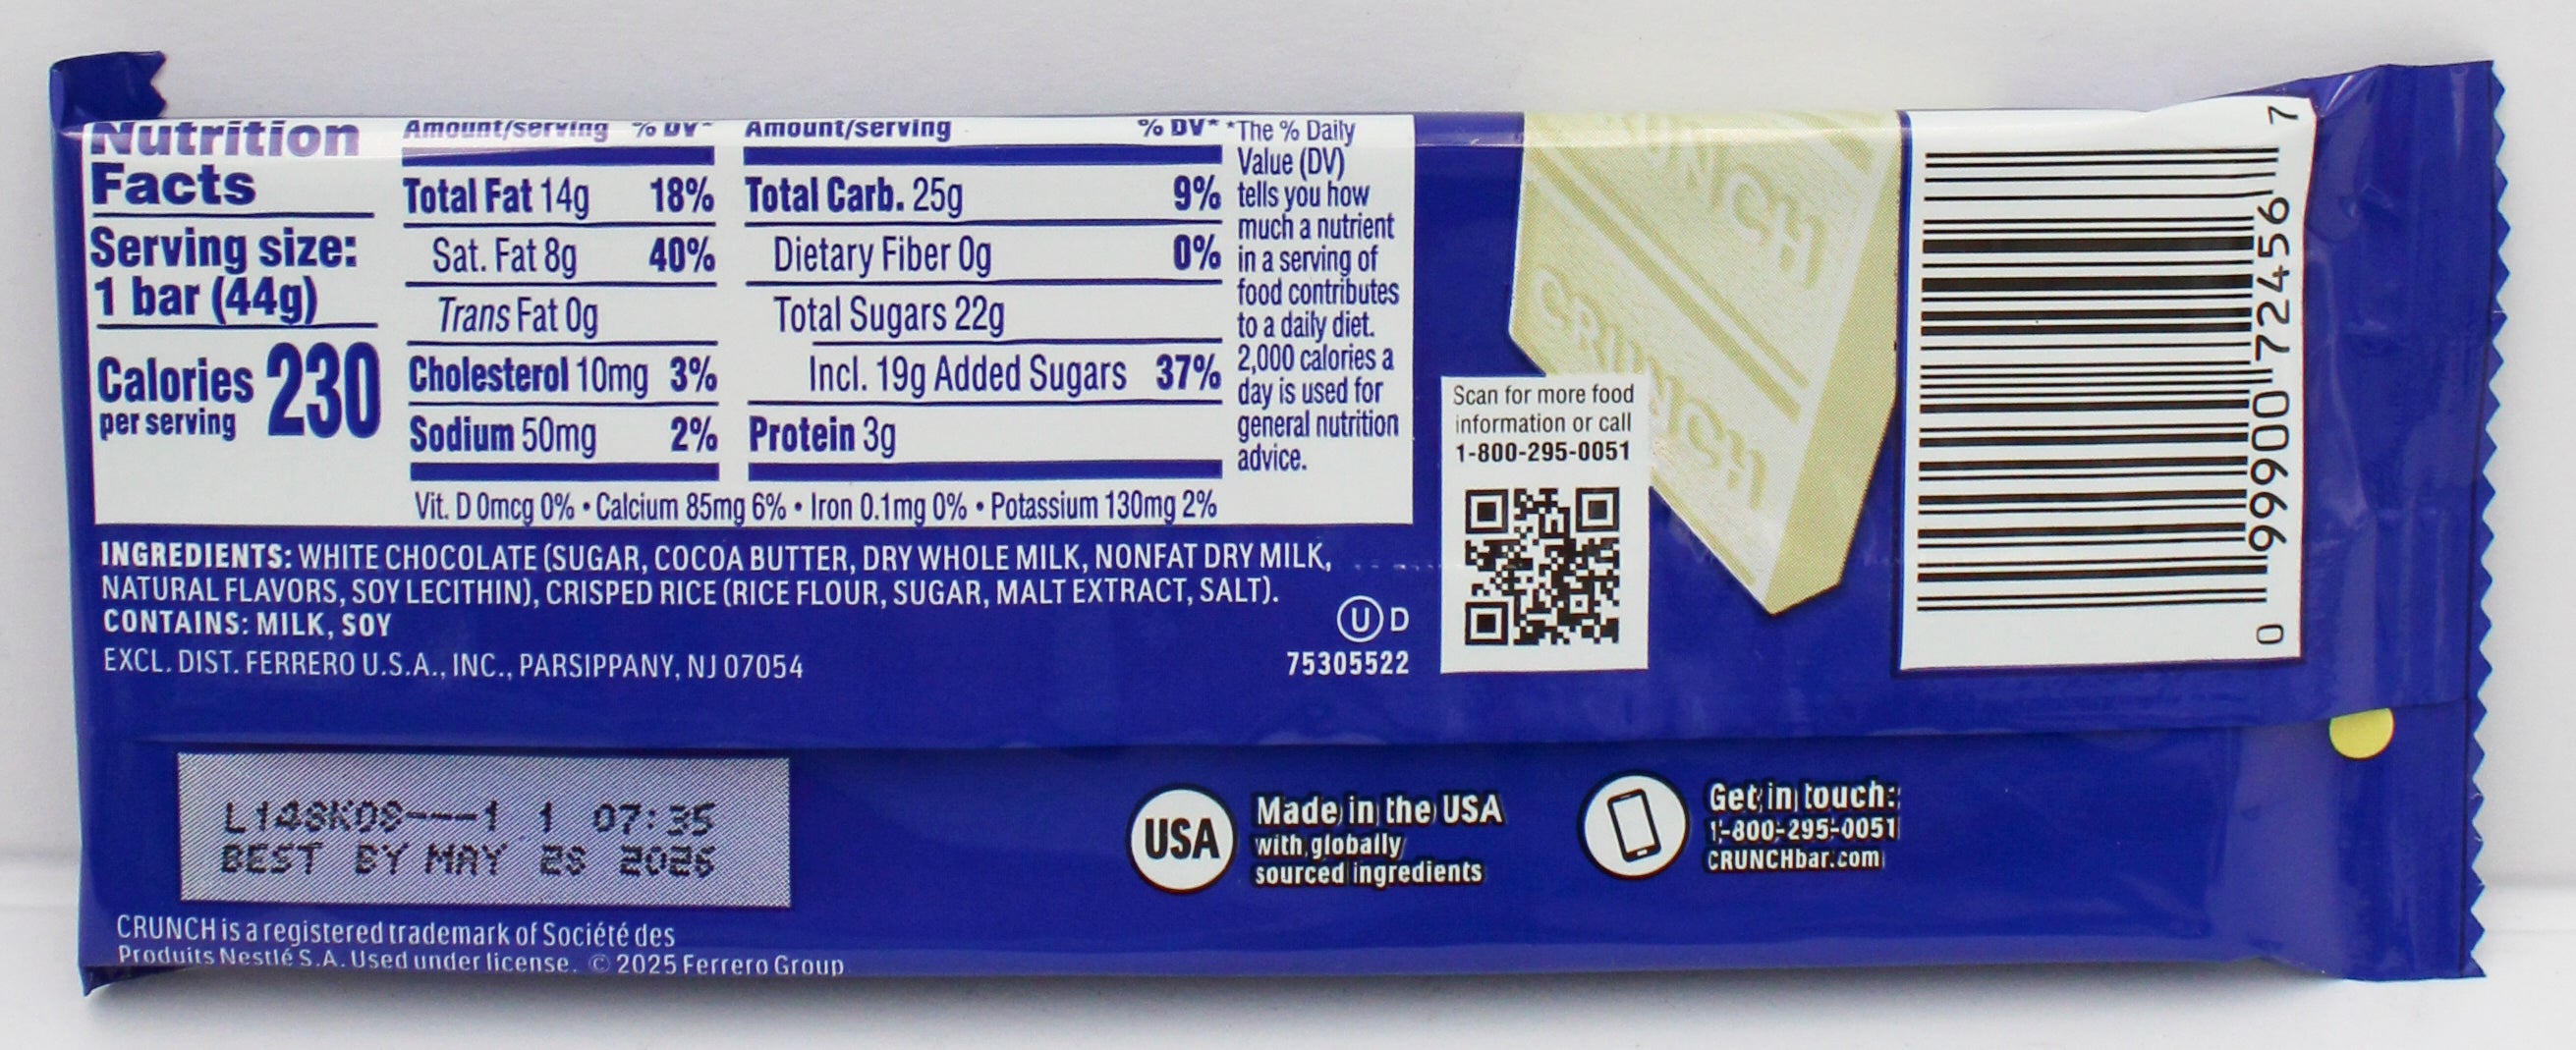 Nutrition
Facts
Serving size:
1 bar (44g)
Calories
per serving
230
Amount/serving % DV*
Total Fat 14g 18%
Sat. Fat 8g 40%
Trans Fat 0g
Cholesterol 10mg 3%
Sodium 50mg 2%
Amount/serving % DV*
Total Carb. 25g 9%
Dietary Fiber 0g 0%
Total Sugars 22g
Incl. 19g Added Sugars 37%
Protein 3g
Vit. D 0mcg 0% • Calcium 85mg 6% • Iron 0.1mg 0% • Potassium 130mg 2%
*The % Daily
Value (DV)
tells you how
much a nutrient
in a serving of
food contributes
to a daily diet.
2,000 calories a
day is used for
general nutrition
advice.
INGREDIENTS: WHITE CHOCOLATE (SUGAR, COCOA BUTTER, DRY WHOLE MILK, NONFAT DRY MILK,
NATURAL FLAVORS, SOY LECITHIN), CRISPED RICE (RICE FLOUR, SUGAR, MALT EXTRACT, SALT).
CONTAINS: MILK, SOY
EXCL. DIST. FERRERO U.S.A., INC., PARSIPPANY, NJ 07054
U D
75305522
CRUNCH
CRUNCH
Scan for more food
information or call
1-800-295-0051
0 99900 72456 7
L148K08---1 1 07:35
BEST BY MAY 28 2026
USA
Made in the USA
with globally
sourced ingredients
Get in touch:
1-800-295-0051
CRUNCHbar.com
CRUNCH is a registered trademark of Société des
Produits Nestlé S.A. Used under license. © 2025 Ferrero Group